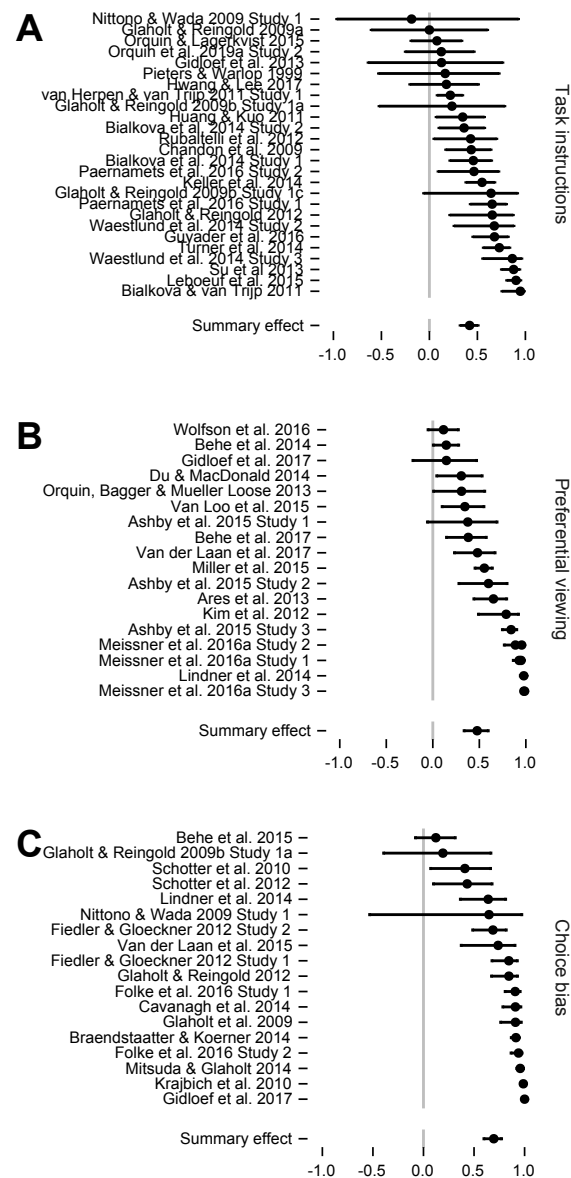 A
Nittono & Wada 2009 Study 1
Glaholt & Reingold 2009a
Orquin & Lagerkvist 2015
Orquin et al. 2019a Study 2
Gidloef et al. 2013
Pieters & Warlop 1999
Hwang & Lee 2017
van Herpen & van Trijp 2011 Study 1
Glaholt & Reingold 2009b Study 1a
Huang & Kuo 2011
Bialkova et al. 2014 Study 2
Rubaltelli et al. 2012
Chandon et al. 2009
Bialkova et al. 2014 Study 1
Paernamets et al. 2016 Study 2
Keller et al. 2014
Glaholt & Reingold 2009b Study 1c
Paernamets et al. 2016 Study 1
Glaholt & Reingold 2012
Waestlund et al. 2014 Study 2
Guyader et al. 2016
Turner et al. 2014
Waestlund et al. 2014 Study 3
Su et al 2013
Leboeuf et al. 2015
Bialkova & van Trijp 2011
Summary effect
-1.0 -0.5 0.0 0.5 1.0
Task instructions
B
Wolfson et al. 2016
Behe et al. 2014
Gidloef et al. 2017
Du & MacDonald 2014
Orquin, Bagger & Mueller Loose 2013
Van Loo et al. 2015
Ashby et al. 2015 Study 1
Behe et al. 2017
Van der Laan et al. 2017
Miller et al. 2015
Ashby et al. 2015 Study 2
Ares et al. 2013
Kim et al. 2012
Ashby et al. 2015 Study 3
Meissner et al. 2016a Study 2
Meissner et al. 2016a Study 1
Lindner et al. 2014
Meissner et al. 2016a Study 3
Summary effect
-1.0 -0.5 0.0 0.5 1.0
Preferential viewing
C
Behe et al. 2015
Glaholt & Reingold 2009b Study 1a
Schotter et al. 2010
Schotter et al. 2012
Lindner et al. 2014
Nittono & Wada 2009 Study 1
Fiedler & Gloeckner 2012 Study 2
Van der Laan et al. 2015
Fiedler & Gloeckner 2012 Study 1
Glaholt & Reingold 2012
Folke et al. 2016 Study 1
Cavanagh et al. 2014
Glaholt et al. 2009
Braendstaatter & Koerner 2014
Folke et al. 2016 Study 2
Mitsuda & Glaholt 2014
Krajbich et al. 2010
Gidloef et al. 2017
Summary effect
-1.0 -0.5 0.0 0.5 1.0
Choice bias